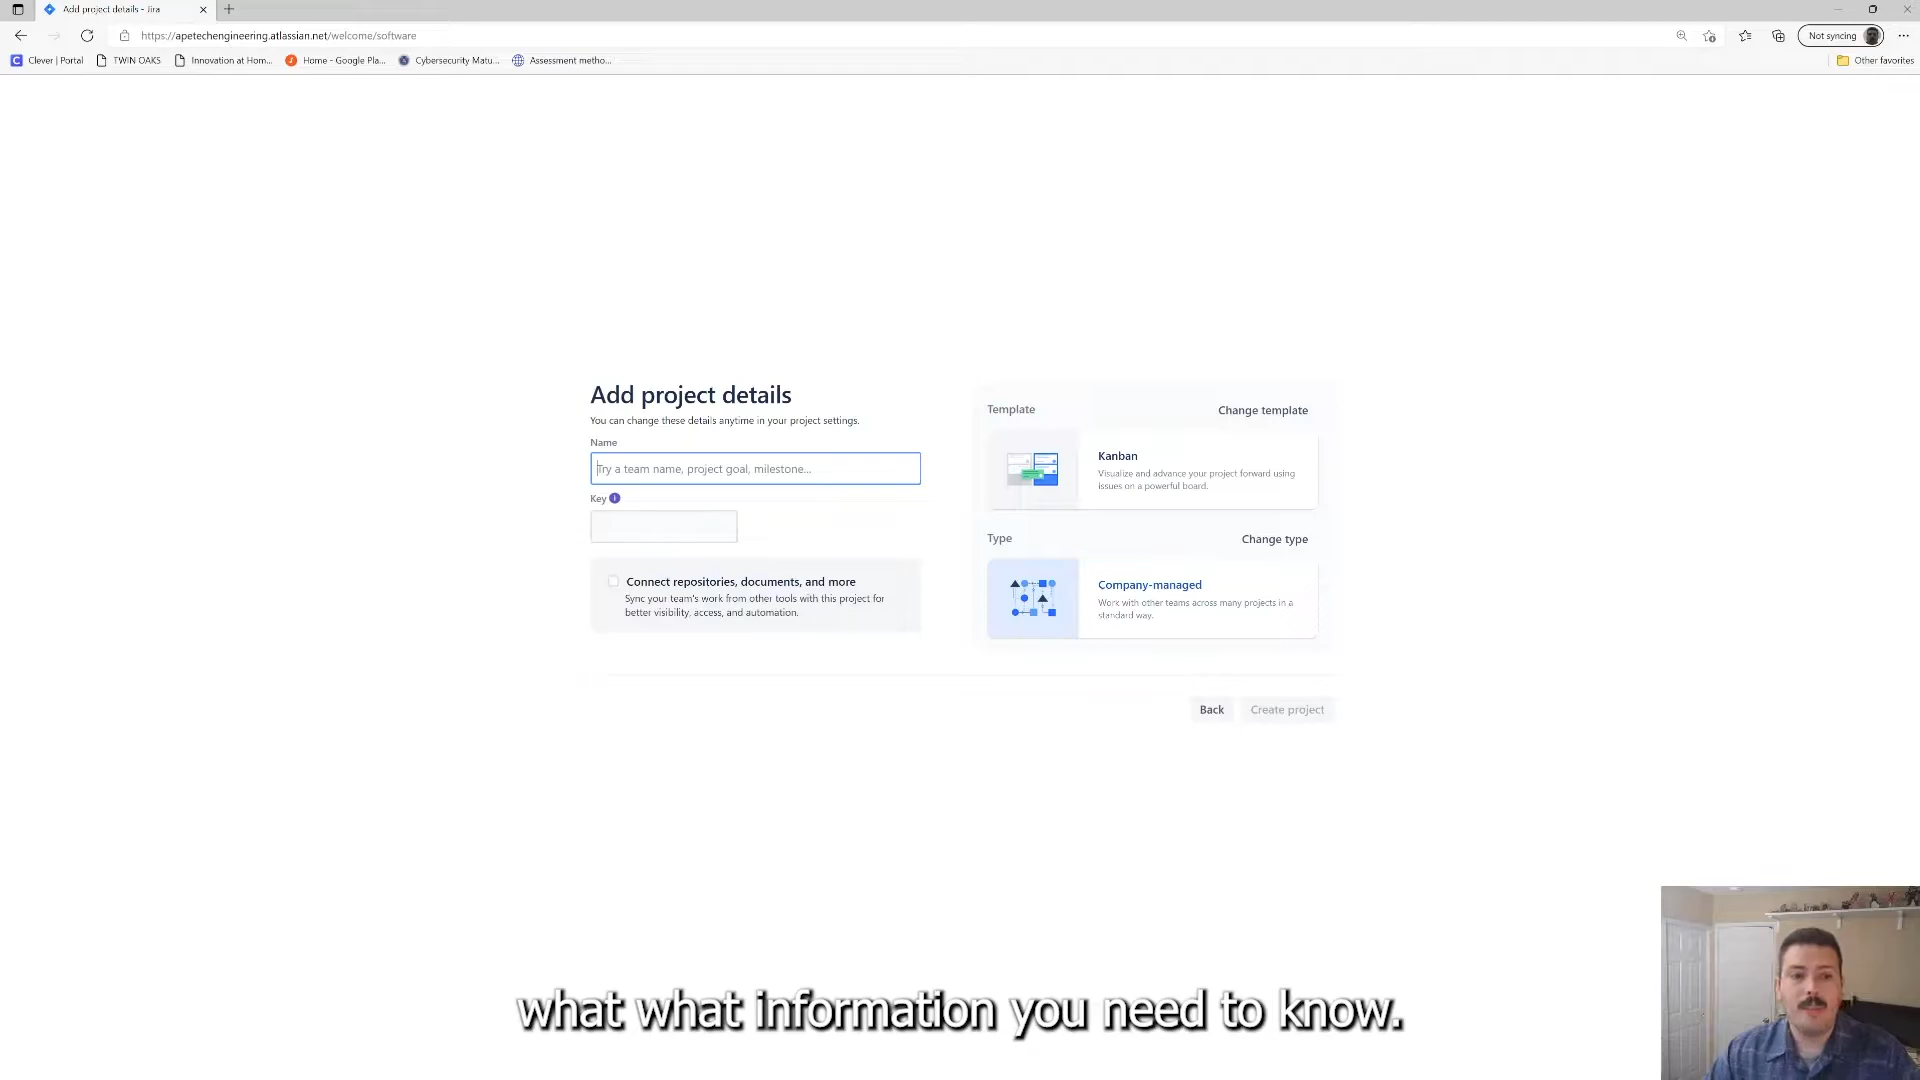 Add project details - Jira
https://apetechengineering.atlassian.net/welcome/software
Not syncing
Clever | Portal
TWIN OAKS
Innovation at Hom...
Home - Google Pla...
Cybersecurity Matu...
Assessment metho...
Other favorites
Add project details
You can change these details anytime in your project settings.
Name
Try a team name, project goal, milestone...
Key
Connect repositories, documents, and more
Sync your team's work from other tools with this project for
better visibility, access, and automation.
Template
Change template
Kanban
Visualize and advance your project forward using
issues on a powerful board.
Type
Change type
Company-managed
Work with other teams across many projects in a
standard way.
Back
Create project
what what information you need to know.